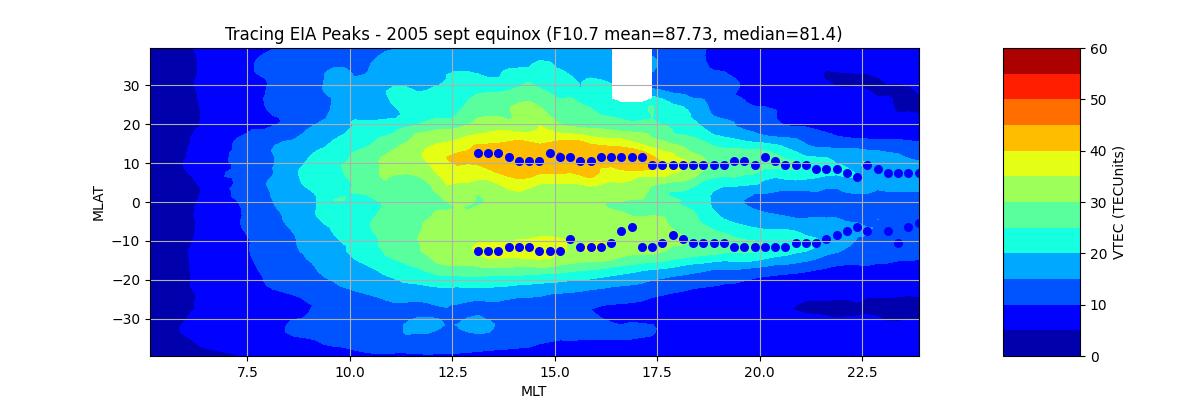 Tracing EIA Peaks - 2005 sept equinox (F10.7 mean=87.73, median=81.4)
30
20
10
0
−10
−20
−30
MLAT
7.5 10.0 12.5 15.0 17.5 20.0 22.5
MLT
60
50
40
30
20
10
0
VTEC (TECUnits)